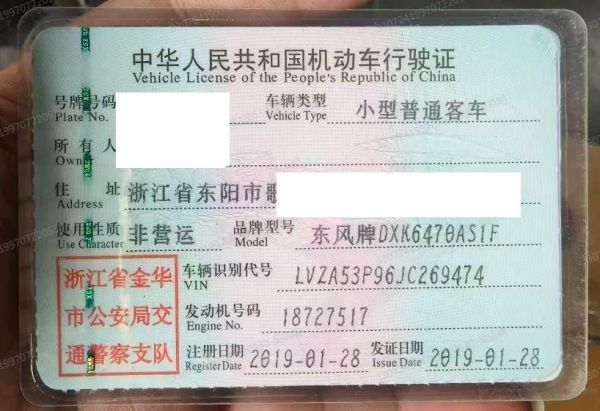 中华人民共和国机动车行驶证
Vehicle License of the People's Republic of China
号牌号码 车辆类型 小型普通客车
Plate No. Vehicle Type
所有人
Owner
住址 浙江省东阳市歌
Address
使用性质 非营运 品牌型号 东风牌DXK6470AS1F
Use Character Model
浙江省金华
市公安局交
通警察支队
车辆识别代号 LVZA53P96JC269474
VIN
发动机号码 18727517
Engine No.
注册日期 2019-01-28 发证日期 2019-01-28
Register Date Issue Date